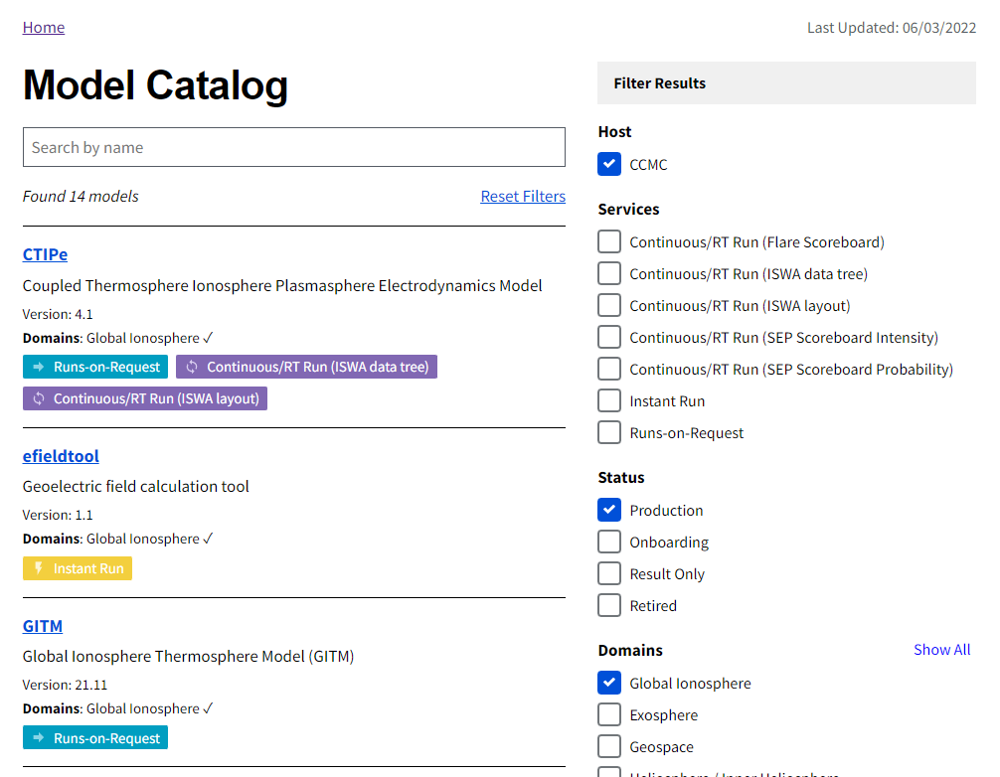 Home
Last Updated: 06/03/2022
Model Catalog
Search by name
Found 14 models
Reset Filters
CTIPe
Coupled Thermosphere Ionosphere Plasmasphere Electrodynamics Model
Version: 4.1
Domains: Global Ionosphere ✓
Runs-on-Request
Continuous/RT Run (ISWA data tree)
Continuous/RT Run (ISWA layout)
efieldtool
Geoelectric field calculation tool
Version: 1.1
Domains: Global Ionosphere ✓
Instant Run
GITM
Global Ionosphere Thermosphere Model (GITM)
Version: 21.11
Domains: Global Ionosphere ✓
Runs-on-Request
Filter Results
Host
CCMC
Services
Continuous/RT Run (Flare Scoreboard)
Continuous/RT Run (ISWA data tree)
Continuous/RT Run (ISWA layout)
Continuous/RT Run (SEP Scoreboard Intensity)
Continuous/RT Run (SEP Scoreboard Probability)
Instant Run
Runs-on-Request
Status
Production
Onboarding
Result Only
Retired
Domains
Show All
Global Ionosphere
Exosphere
Geospace
Heliosphere / Inner Heliosphere